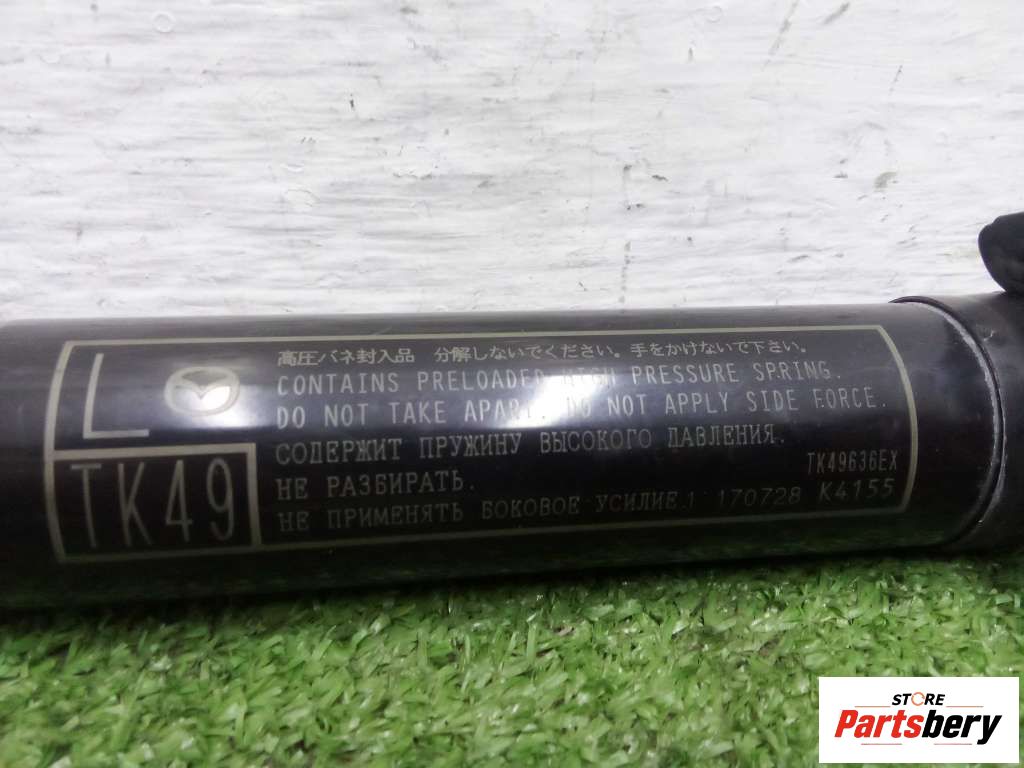 L
TK49
高圧バネ封入品 分解しないでください。手をかけないで下さい。
CONTAINS PRELOADED HIGH PRESSURE SPRING.
DO NOT TAKE APART. DO NOT APPLY SIDE FORCE.
СОДЕРЖИТ ПРУЖИНУ ВЫСОКОГО ДАВЛЕНИЯ.
НЕ РАЗБИРАТЬ.
TK49636EX
НЕ ПРИМЕНЯТЬ БОКОВОЕ УСИЛИЕ.1 170728 K4155
STORE
Partsbery